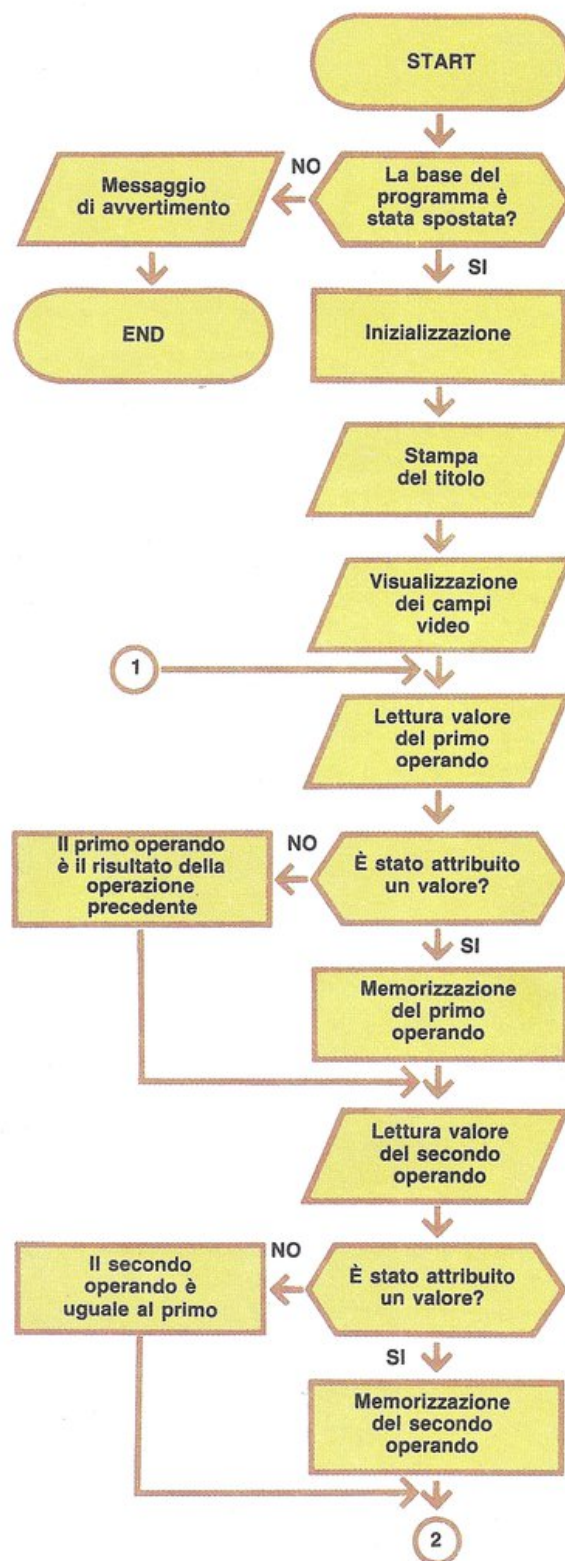 START
NO
La base del
programma è
stata spostata?
Messaggio
di avvertimento
SI
END
Inizializzazione
Stampa
del titolo
Visualizzazione
dei campi
video
1
Lettura valore
del primo
operando
Il primo operando
è il risultato della
operazione
precedente
NO
È stato attribuito
un valore?
SI
Memorizzazione
del primo
operando
Lettura valore
del secondo
operando
Il secondo
operando è
uguale al primo
NO
È stato attribuito
un valore?
SI
Memorizzazione
del secondo
operando
2